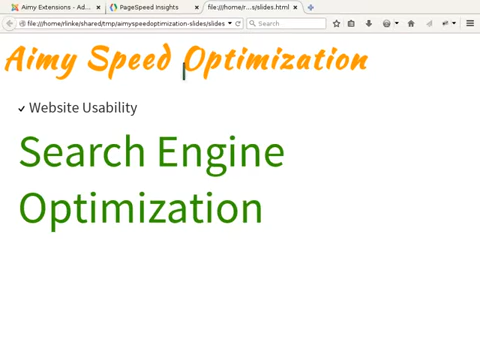 Aimy Extensions - Ad...
PageSpeed Insights
file:///home/r...s/slides.html
file:///home/rlinke/shared/tmp/aimyspeedoptimization-slides/slides
Search
Aimy Speed Optimization
Website Usability
Search Engine
Optimization